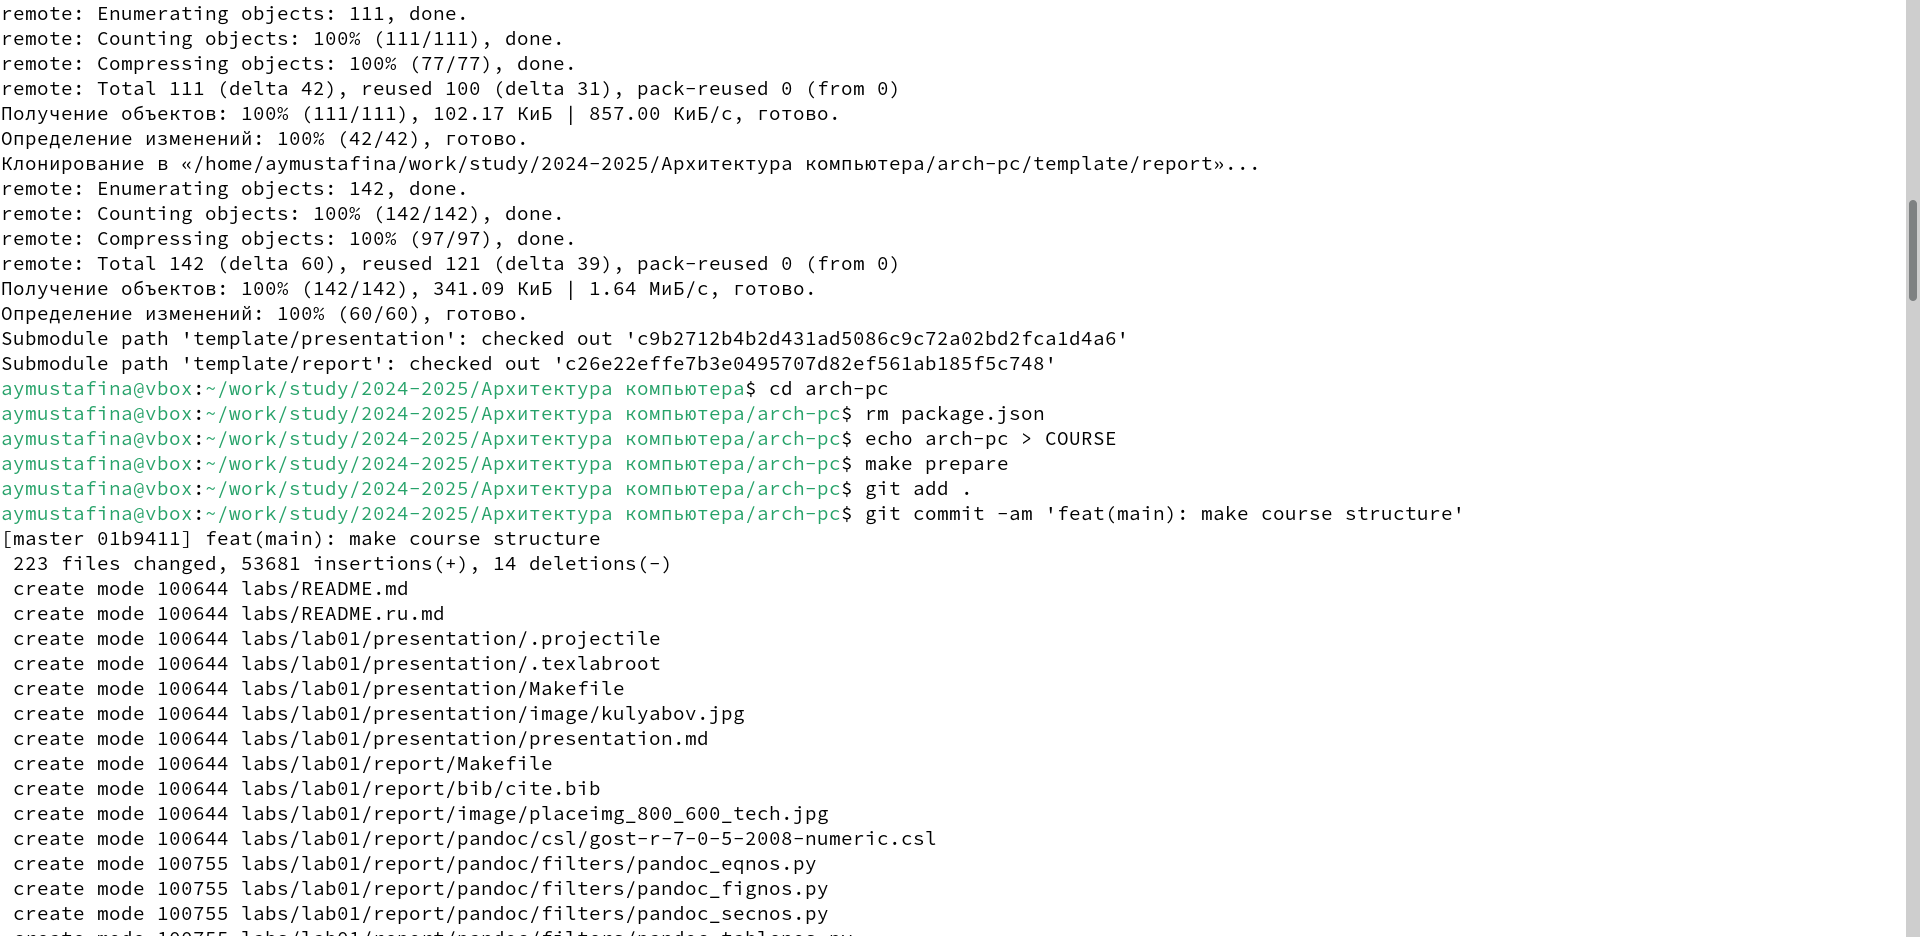 remote: Enumerating objects: 111, done.
remote: Counting objects: 100% (111/111), done.
remote: Compressing objects: 100% (77/77), done.
remote: Total 111 (delta 42), reused 100 (delta 31), pack-reused 0 (from 0)
Получение объектов: 100% (111/111), 102.17 КиБ | 857.00 КиБ/с, готово.
Определение изменений: 100% (42/42), готово.
Клонирование в «/home/aymustafina/work/study/2024-2025/Архитектура компьютера/arch-pc/template/report»...
remote: Enumerating objects: 142, done.
remote: Counting objects: 100% (142/142), done.
remote: Compressing objects: 100% (97/97), done.
remote: Total 142 (delta 60), reused 121 (delta 39), pack-reused 0 (from 0)
Получение объектов: 100% (142/142), 341.09 КиБ | 1.64 МиБ/с, готово.
Определение изменений: 100% (60/60), готово.
Submodule path 'template/presentation': checked out 'c9b2712b4b2d431ad5086c9c72a02bd2fca1d4a6'
Submodule path 'template/report': checked out 'c26e22effe7b3e0495707d82ef561ab185f5c748'
aymustafina@vbox:~/work/study/2024-2025/Архитектура компьютера$ cd arch-pc
aymustafina@vbox:~/work/study/2024-2025/Архитектура компьютера/arch-pc$ rm package.json
aymustafina@vbox:~/work/study/2024-2025/Архитектура компьютера/arch-pc$ echo arch-pc > COURSE
aymustafina@vbox:~/work/study/2024-2025/Архитектура компьютера/arch-pc$ make prepare
aymustafina@vbox:~/work/study/2024-2025/Архитектура компьютера/arch-pc$ git add .
aymustafina@vbox:~/work/study/2024-2025/Архитектура компьютера/arch-pc$ git commit -am 'feat(main): make course structure'
[master 01b9411] feat(main): make course structure
 223 files changed, 53681 insertions(+), 14 deletions(-)
 create mode 100644 labs/README.md
 create mode 100644 labs/README.ru.md
 create mode 100644 labs/lab01/presentation/.projectile
 create mode 100644 labs/lab01/presentation/.texlabroot
 create mode 100644 labs/lab01/presentation/Makefile
 create mode 100644 labs/lab01/presentation/image/kulyabov.jpg
 create mode 100644 labs/lab01/presentation/presentation.md
 create mode 100644 labs/lab01/report/Makefile
 create mode 100644 labs/lab01/report/bib/cite.bib
 create mode 100644 labs/lab01/report/image/placeimg_800_600_tech.jpg
 create mode 100644 labs/lab01/report/pandoc/csl/gost-r-7-0-5-2008-numeric.csl
 create mode 100755 labs/lab01/report/pandoc/filters/pandoc_eqnos.py
 create mode 100755 labs/lab01/report/pandoc/filters/pandoc_fignos.py
 create mode 100755 labs/lab01/report/pandoc/filters/pandoc_secnos.py